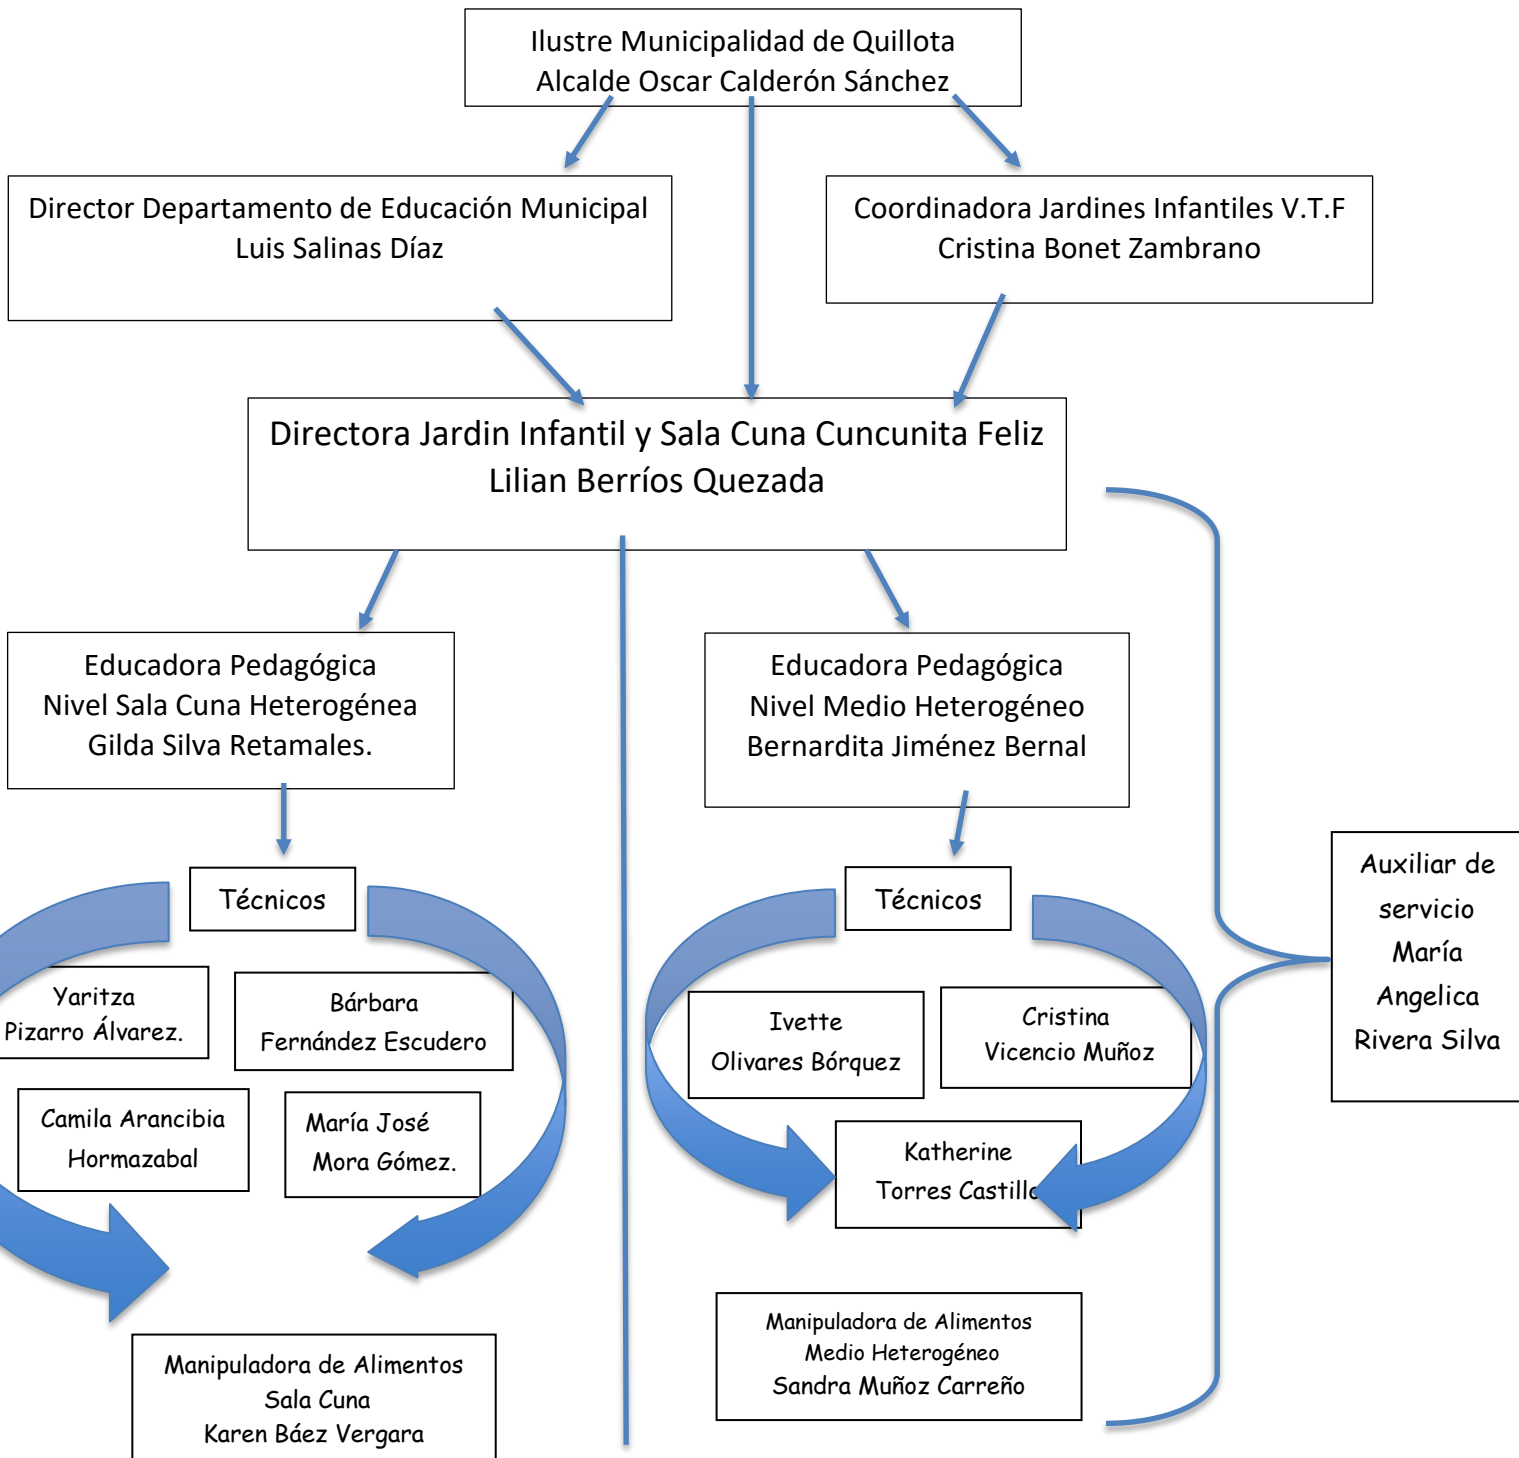 Ilustre Municipalidad de Quillota
Alcalde Oscar Calderón Sánchez
Director Departamento de Educación Municipal
Luis Salinas Díaz
Coordinadora Jardines Infantiles V.T.F
Cristina Bonet Zambrano
Directora Jardin Infantil y Sala Cuna Cuncunita Feliz
Lilian Berríos Quezada
Educadora Pedagógica
Nivel Sala Cuna Heterogénea
Gilda Silva Retamales.
Educadora Pedagógica
Nivel Medio Heterogéneo
Bernardita Jiménez Bernal
Técnicos
Yaritza
Pizarro Álvarez.
Bárbara
Fernández Escudero
Camila Arancibia
Hormazabal
María José
Mora Gómez.
Manipuladora de Alimentos
Sala Cuna
Karen Báez Vergara
Técnicos
Ivette
Olivares Bórquez
Cristina
Vicencio Muñoz
Katherine
Torres Castillo
Manipuladora de Alimentos
Medio Heterogéneo
Sandra Muñoz Carreño
Auxiliar de
servicio
María
Angelica
Rivera Silva